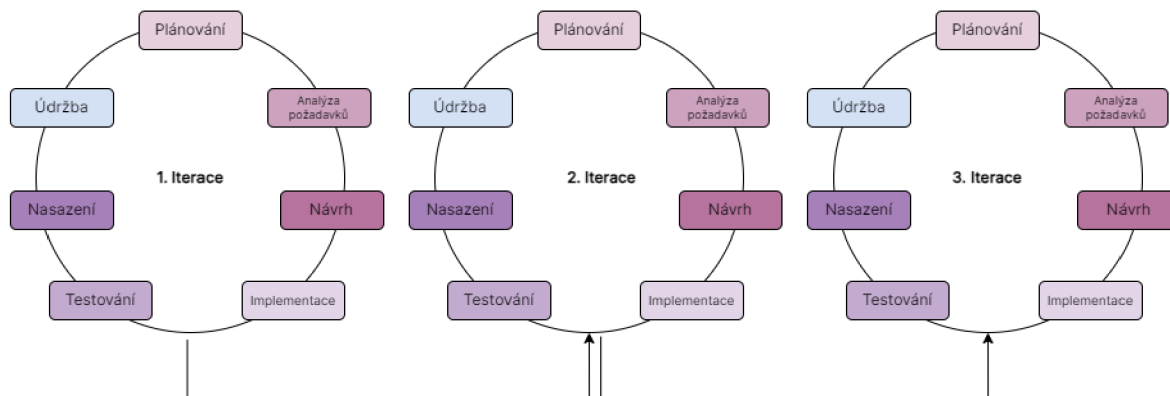 Plánování
Údržba
Analýza
požadavků
1. Iterace
Nasazení
Návrh
Testování
Implementace
Plánování
Údržba
Analýza
požadavků
2. Iterace
Nasazení
Návrh
Testování
Implementace
Plánování
Údržba
Analýza
požadavků
3. Iterace
Nasazení
Návrh
Testování
Implementace